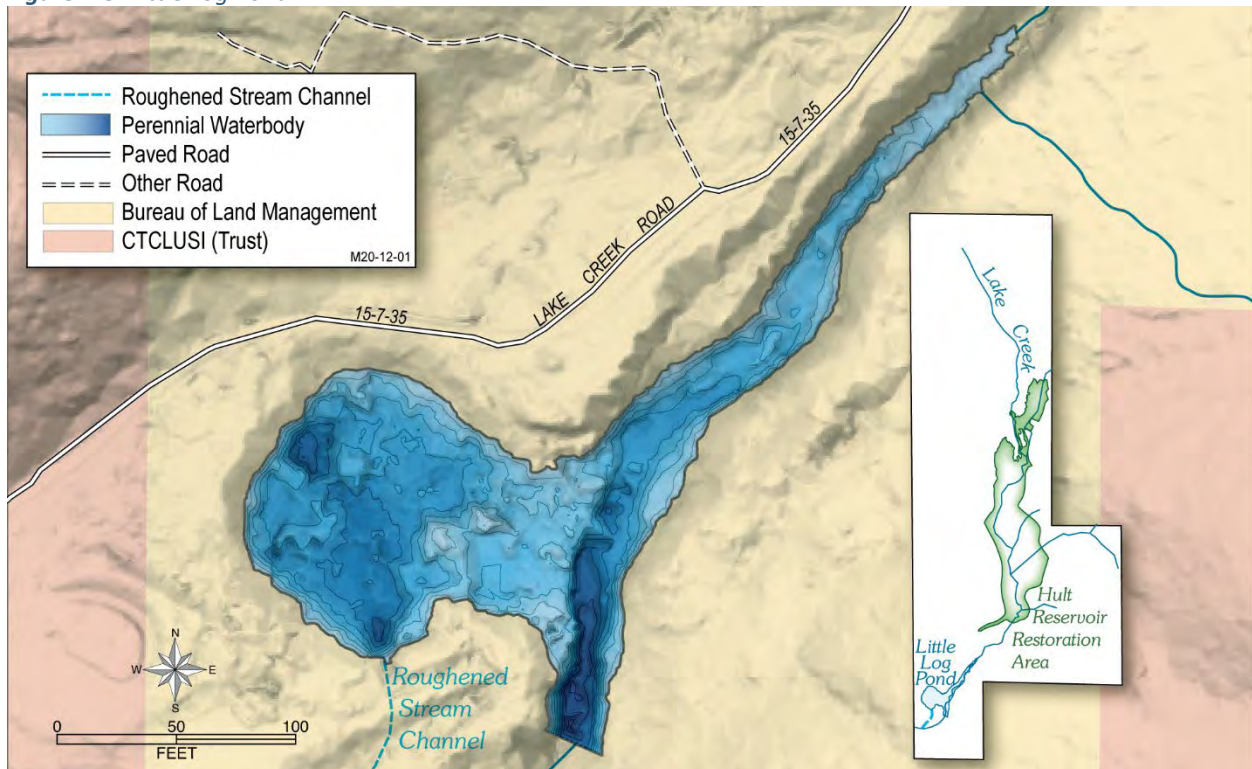 Roughened Stream Channel
Perennial Waterbody
Paved Road
Other Road
Bureau of Land Management
CTCLUSI (Trust)
M20-12-01
15-7-35
LAKE CREEK ROAD
15-7-35
Lake
Creek
Hult
Reservoir
Restoration
Area
Little
Log
Pond
Roughened
Stream
Channel
N
W E
S
0 50 100
FEET